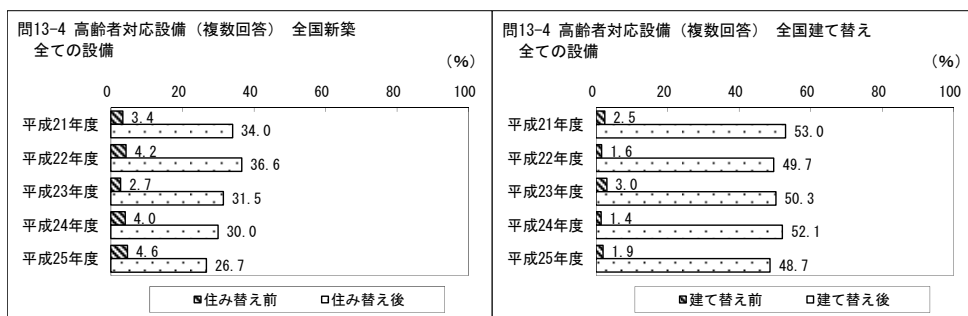 問13-4 高齢者対応設備（複数回答） 全国新築
全ての設備
(%)
0 20 40 60 80 100
平成21年度 3.4
34.0
平成22年度 4.2
36.6
平成23年度 2.7
31.5
平成24年度 4.0
30.0
平成25年度 4.6
26.7
住み替え前 住み替え後
問13-4 高齢者対応設備（複数回答） 全国建て替え
全ての設備
(%)
0 20 40 60 80 100
平成21年度 2.5
53.0
平成22年度 1.6
49.7
平成23年度 3.0
50.3
平成24年度 1.4
52.1
平成25年度 1.9
48.7
建て替え前 建て替え後